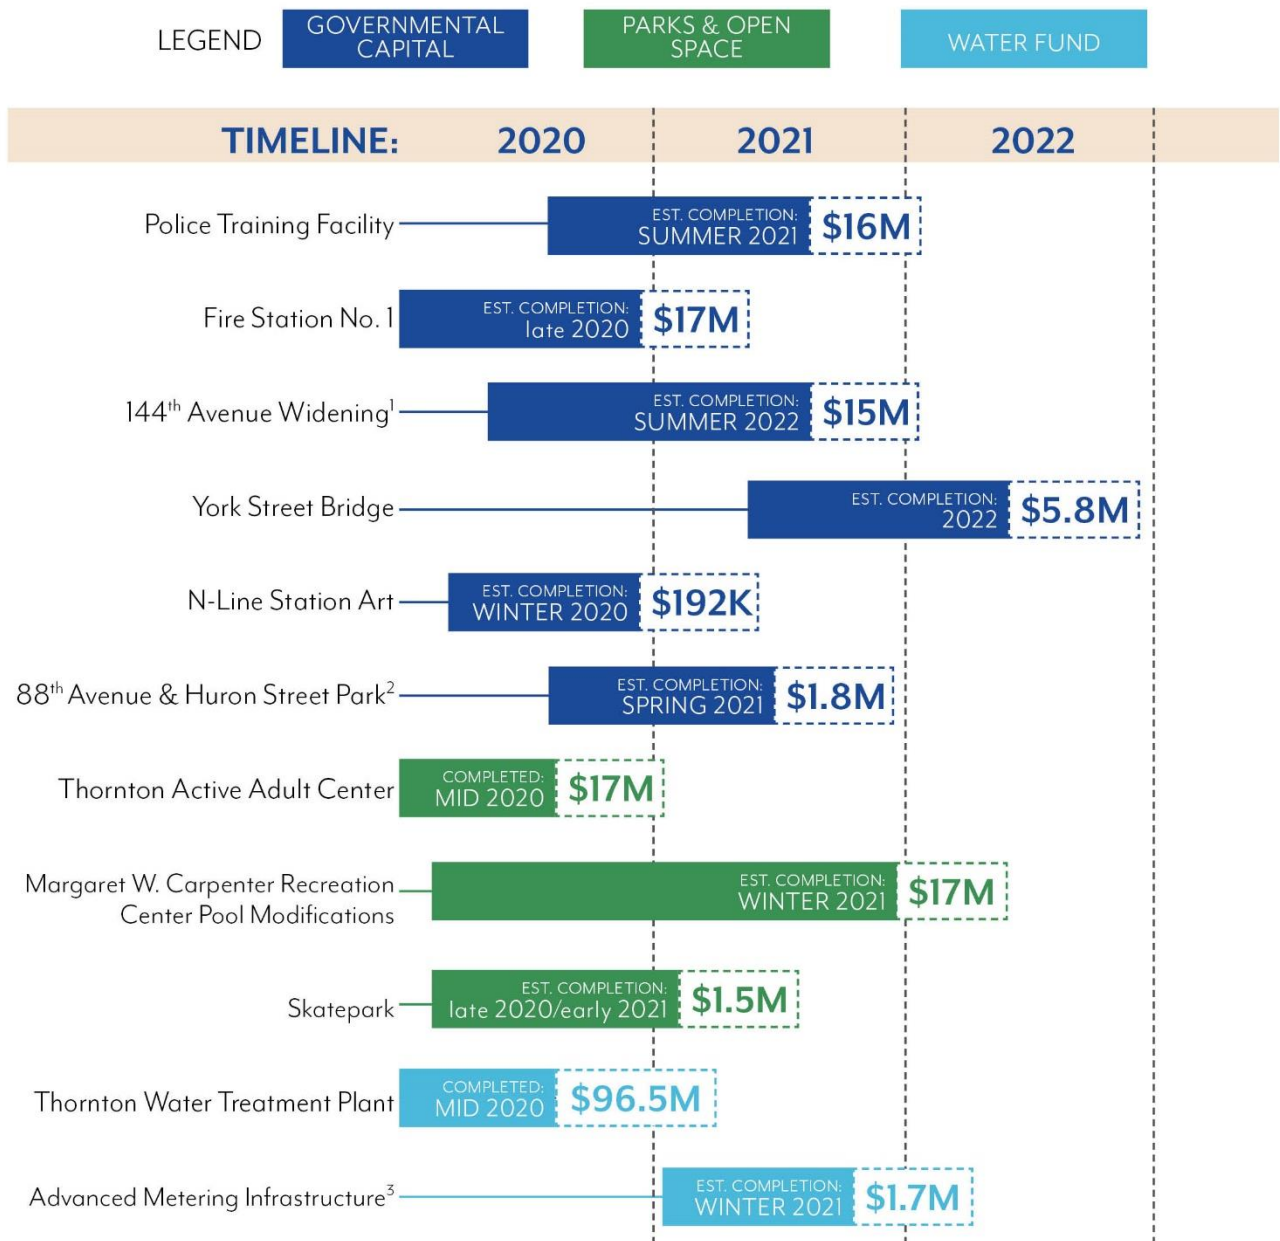 LEGEND
GOVERNMENTAL
CAPITAL
PARKS & OPEN
SPACE
WATER FUND
TIMELINE: 2020 2021 2022
Police Training Facility
EST. COMPLETION:
SUMMER 2021
$16M
Fire Station No. 1
EST. COMPLETION:
late 2020
$17M
144th Avenue Widening1
EST. COMPLETION:
SUMMER 2022
$15M
York Street Bridge
EST. COMPLETION:
2022
$5.8M
N-Line Station Art
EST. COMPLETION:
WINTER 2020
$192K
88th Avenue & Huron Street Park2
EST. COMPLETION:
SPRING 2021
$1.8M
Thornton Active Adult Center
COMPLETED:
MID 2020
$17M
Margaret W. Carpenter Recreation
Center Pool Modifications
EST. COMPLETION:
WINTER 2021
$17M
Skatepark
EST. COMPLETION:
late 2020/early 2021
$1.5M
Thornton Water Treatment Plant
COMPLETED:
MID 2020
$96.5M
Advanced Metering Infrastructure3
EST. COMPLETION:
WINTER 2021
$1.7M